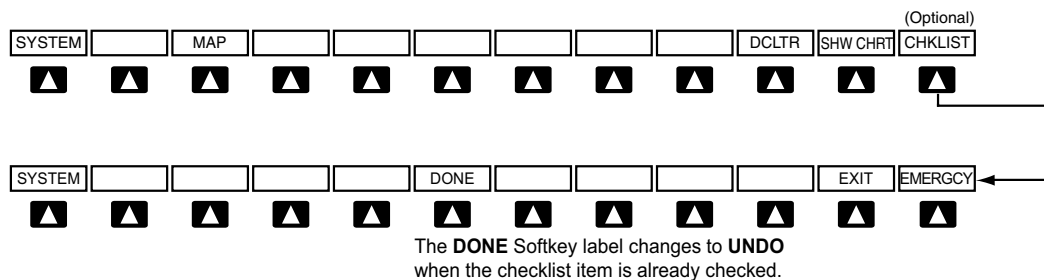 (Optional)
SYSTEM MAP DCLTR SHW CHRT CHKLIST
SYSTEM DONE EXIT EMERGCY
The DONE Softkey label changes to UNDO
when the checklist item is already checked.